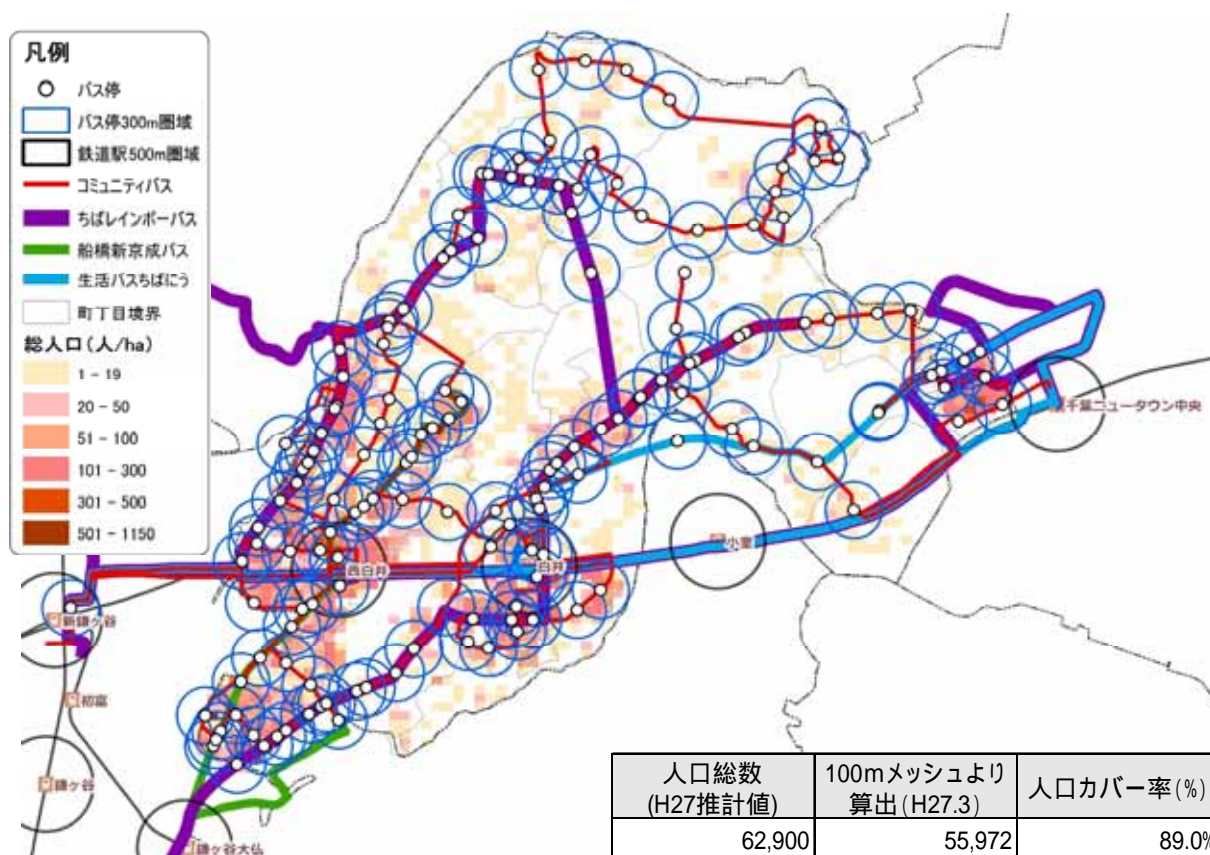 凡例
バス停
バス停300m圏域
鉄道駅500m圏域
コミュニティバス
ちばレインボーバス
船橋新京成バス
生活バスちばにう
町丁目境界
総人口(人/ha)
1 - 19
20 - 50
51 - 100
101 - 300
301 - 500
501 - 1150
千葉ニュータウン中央
小室
白井
西白井
新鎌ヶ谷
初富
鎌ヶ谷
鎌ヶ谷大仏
人口総数
(H27推計値)
100mメッシュより
算出(H27.3)
人口カバー率(%)
62,900
55,972
89.0%